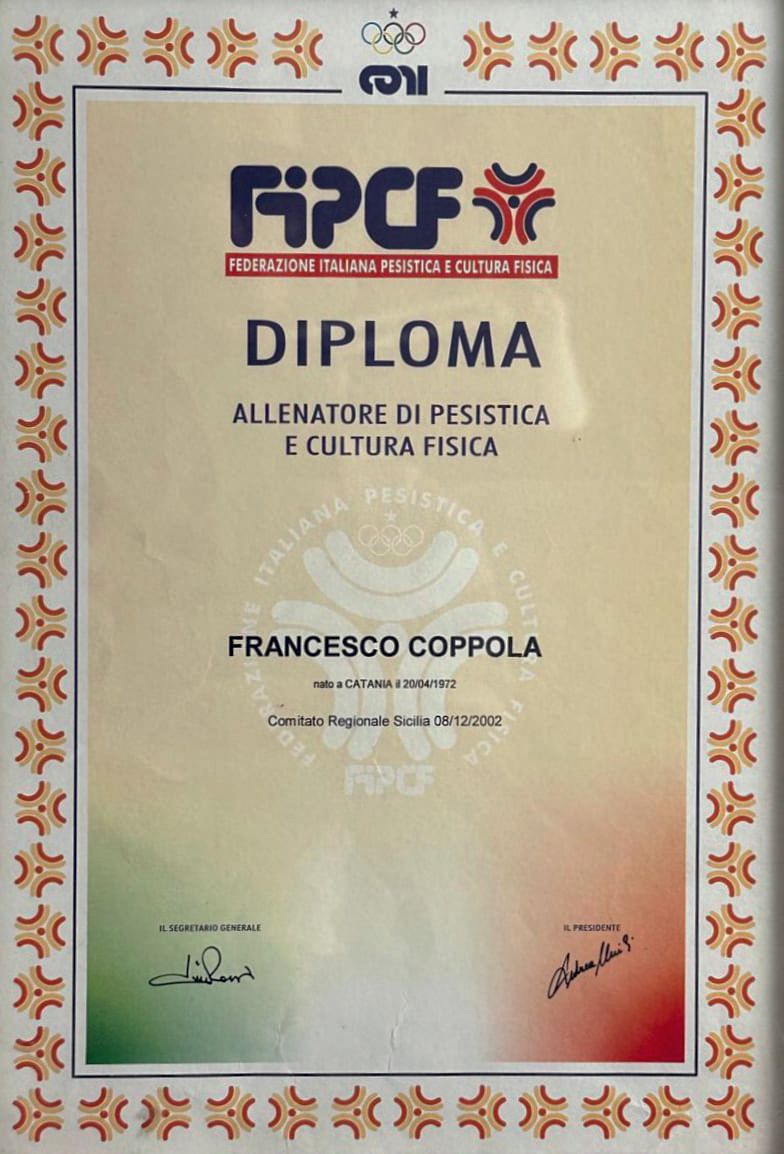 CONI
FIPCF
FEDERAZIONE ITALIANA PESISTICA E CULTURA FISICA
DIPLOMA
ALLENATORE DI PESISTICA
E CULTURA FISICA
FEDERAZIONE ITALIANA PESISTICA E CULTURA FISICA
FRANCESCO COPPOLA
nato a CATANIA il 20/04/1972
Comitato Regionale Sicilia 08/12/2002
FIPCF
IL SEGRETARIO GENERALE
IL PRESIDENTE